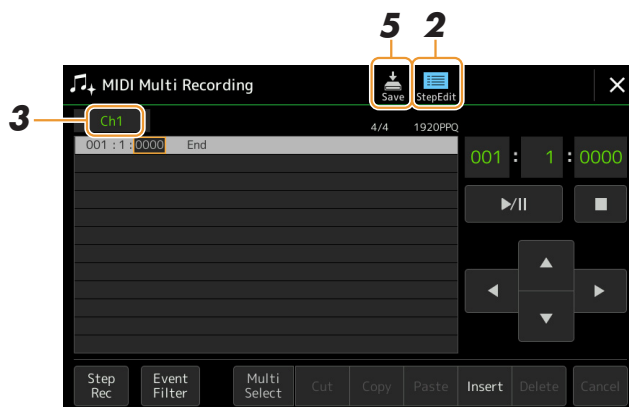 5 2
MIDI Multi Recording
Save StepEdit
3
Ch1
4/4 1920PPQ
001 : 1 : 0000 End
001 : 1 : 0000
Step Rec
Event Filter
Multi Select
Cut
Copy
Paste
Insert
Delete
Cancel